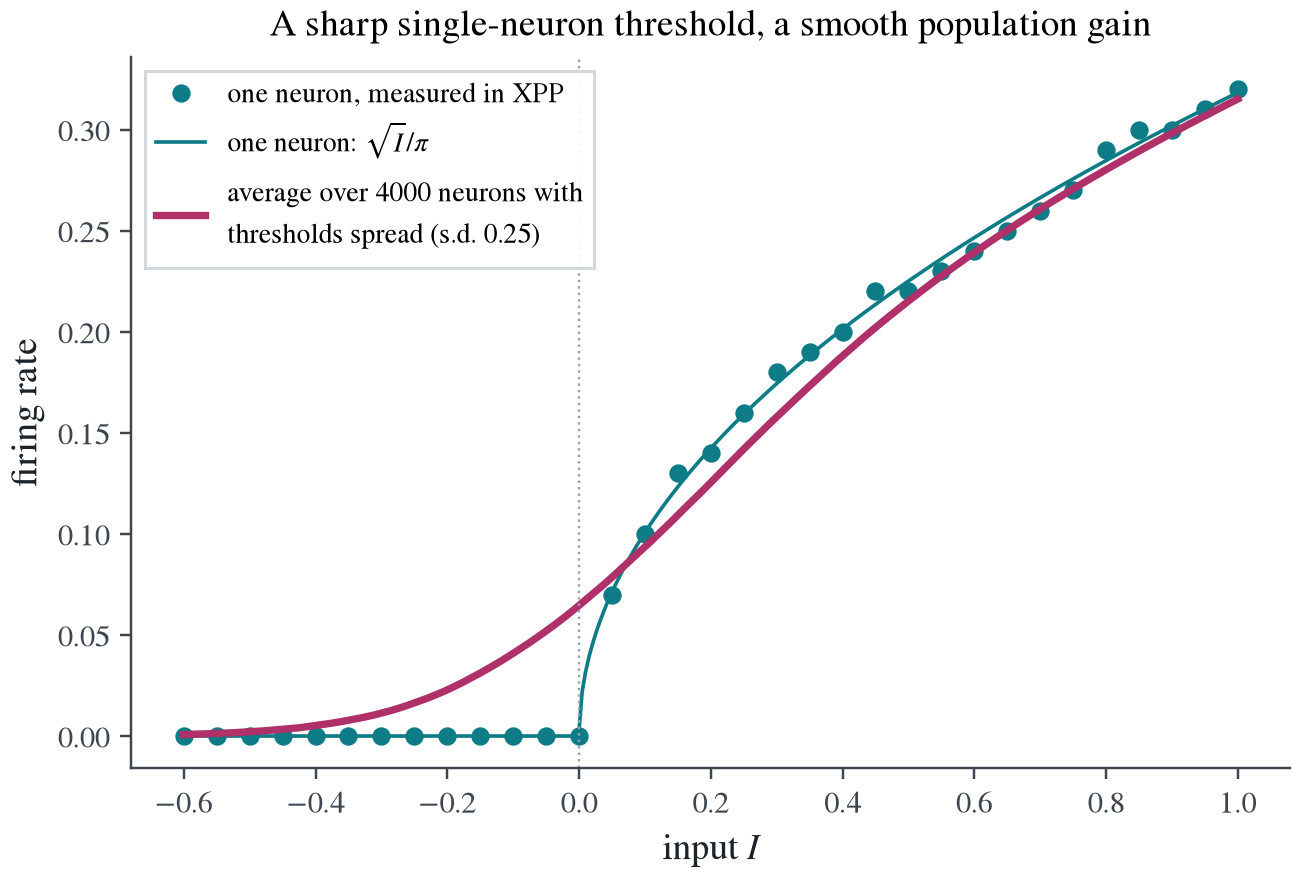 A sharp single-neuron threshold, a smooth population gain
one neuron, measured in XPP
one neuron: √I/π
average over 4000 neurons with
thresholds spread (s.d. 0.25)
firing rate
0.30
0.25
0.20
0.15
0.10
0.05
0.00
−0.6 −0.4 −0.2 0.0 0.2 0.4 0.6 0.8 1.0
input I